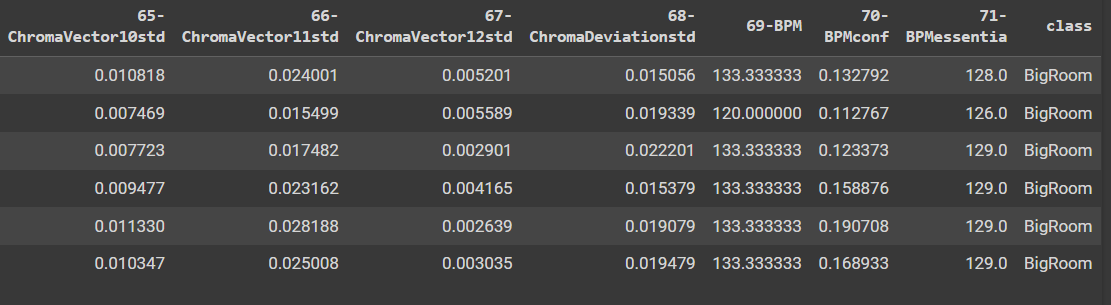 65- 66- 67- 68- 69-BPM 70- 71- class
ChromaVector10std ChromaVector11std ChromaVector12std ChromaDeviationstd BPMconf BPMessentia
0.010818 0.024001 0.005201 0.015056 133.333333 0.132792 128.0 BigRoom
0.007469 0.015499 0.005589 0.019339 120.000000 0.112767 126.0 BigRoom
0.007723 0.017482 0.002901 0.022201 133.333333 0.123373 129.0 BigRoom
0.009477 0.023162 0.004165 0.015379 133.333333 0.158876 129.0 BigRoom
0.011330 0.028188 0.002639 0.019079 133.333333 0.190708 129.0 BigRoom
0.010347 0.025008 0.003035 0.019479 133.333333 0.168933 129.0 BigRoom